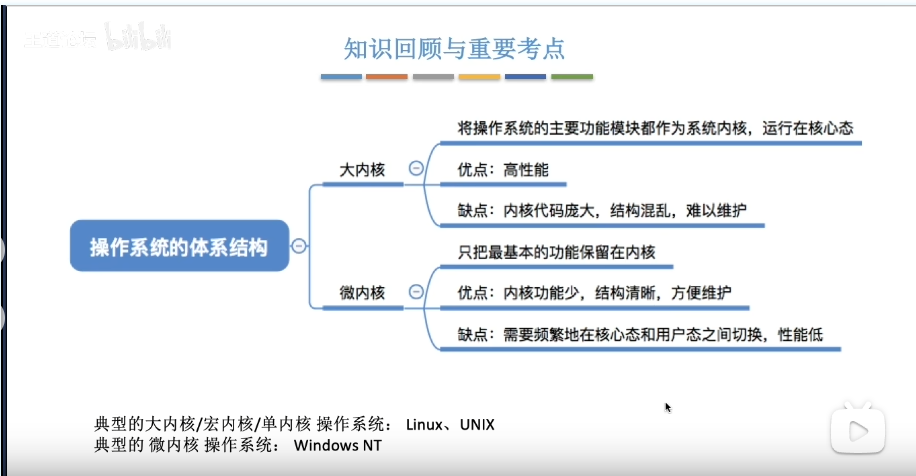 bilibili
知识回顾与重要考点
将操作系统的主要功能模块都作为系统内核，运行在核心态
大内核
优点：高性能
缺点：内核代码庞大，结构混乱，难以维护
操作系统的体系结构
只把最基本的功能保留在内核
微内核
优点：内核功能少，结构清晰，方便维护
缺点：需要频繁地在核心态和用户态之间切换，性能低
典型的大内核/宏内核/单内核 操作系统： Linux、UNIX
典型的 微内核 操作系统： Windows NT